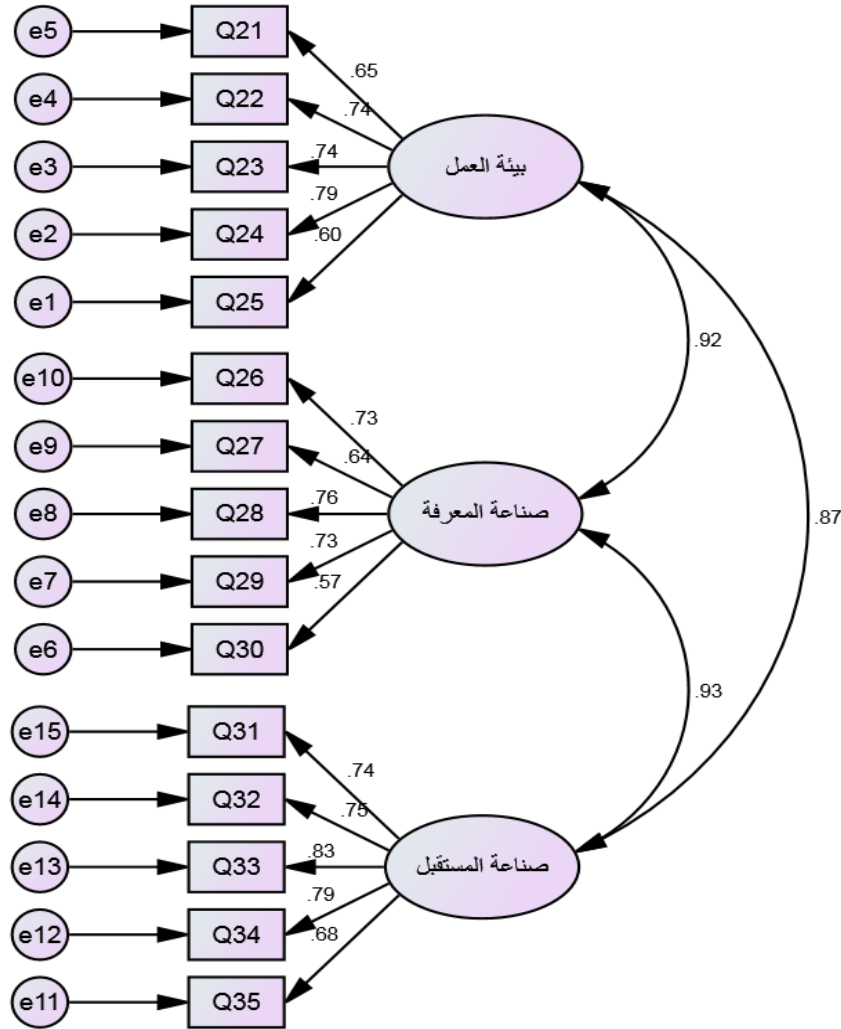 e5
Q21
.65
e4
Q22
.74
e3
Q23
.74
بيئة العمل
e2
Q24
.79
e1
Q25
.60
.92
e10
Q26
.73
e9
Q27
.64
e8
Q28
.76
صناعة المعرفة
.87
e7
Q29
.73
e6
Q30
.57
.93
e15
Q31
.74
e14
Q32
.75
e13
Q33
.83
صناعة المستقبل
e12
Q34
.79
e11
Q35
.68